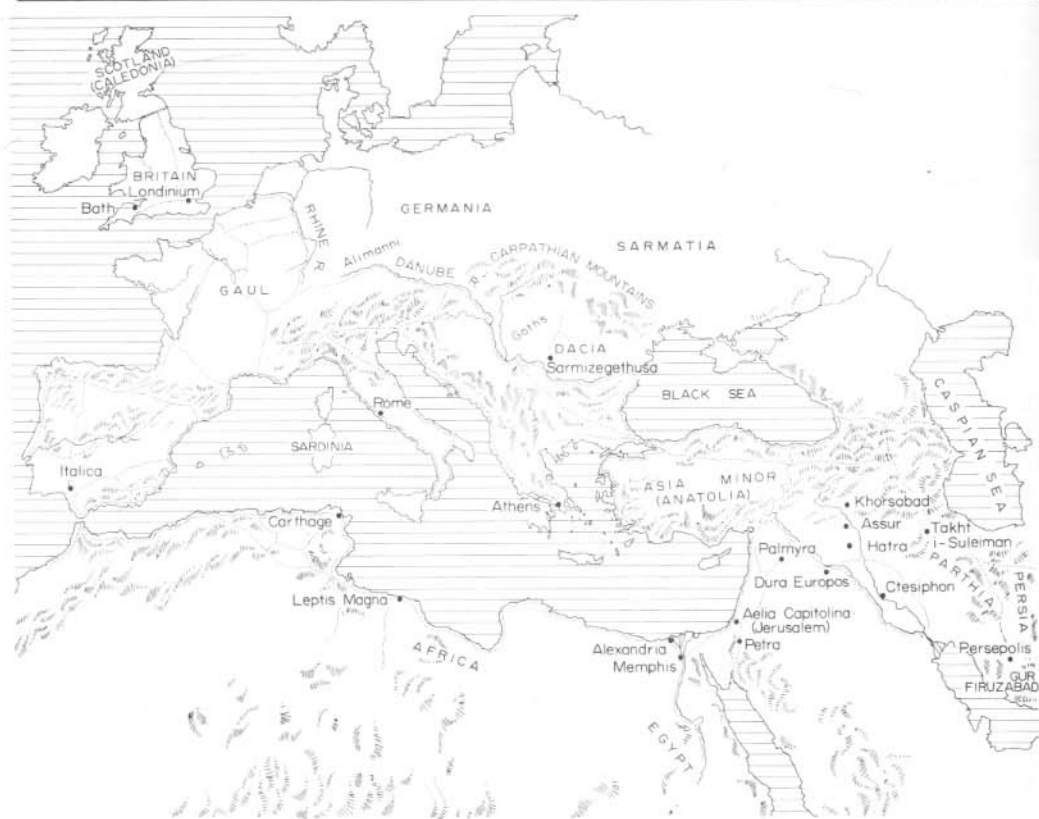 SCOTLAND
(CALEDONIA)
BRITAIN
Londinium
Bath
RHINE R
GERMANIA
SARMATIA
Alimanni
DANUBE R
CARPATHIAN MOUNTAINS
GAUL
Goths
DACIA
Sarmizegethusa
BLACK SEA
CASPIAN SEA
Rome
SARDINIA
Italica
ASIA MINOR
(ANATOLIA)
Athens
Carthage
Khorsabad
Assur
Hatra
Takht
i-Suleiman
Palmyra
Dura Europos
PARTHIA
PERSIA
Ctesiphon
Leptis Magna
Aelia Capitolina
(Jerusalem)
Petra
AFRICA
Alexandria
Memphis
Persepolis
GUR
FIRUZABAD
EGYPT